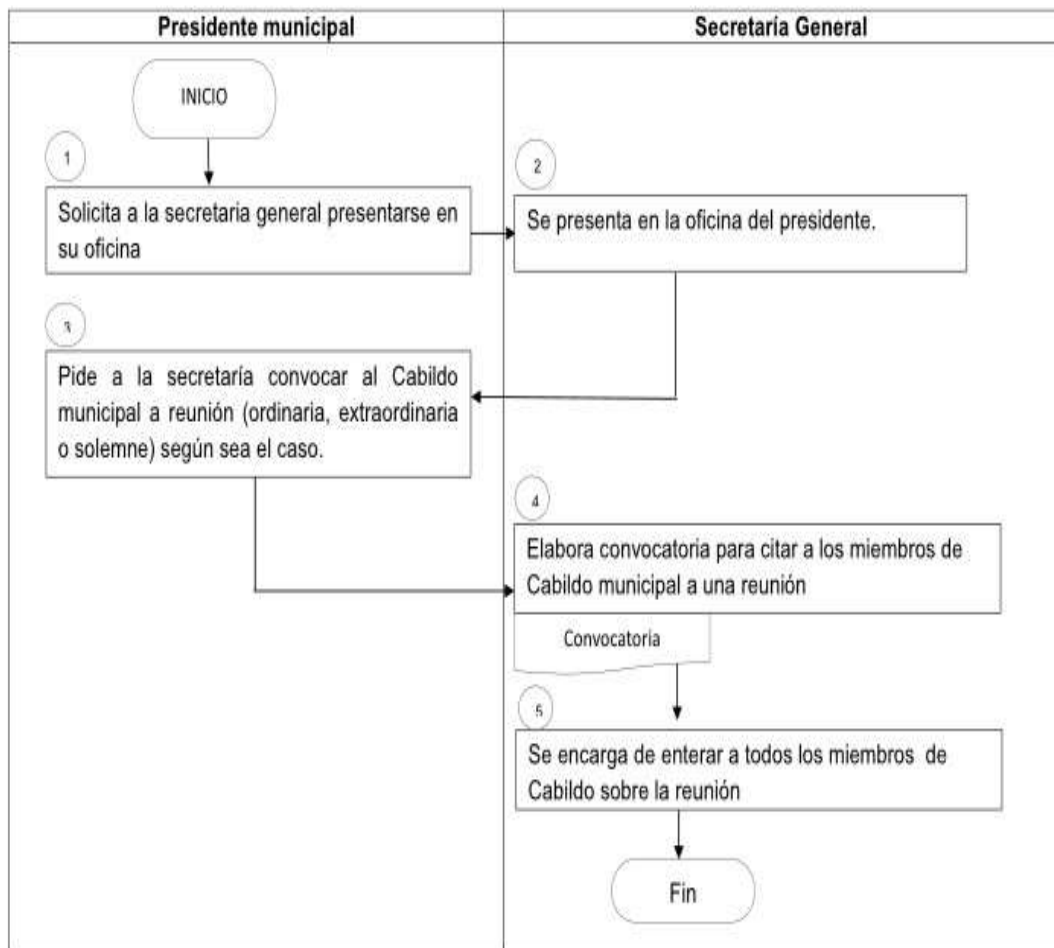 Presidente municipal
Secretaría General
INICIO
1
Solicita a la secretaria general presentarse en
su oficina
2
Se presenta en la oficina del presidente.
3
Pide a la secretaría convocar al Cabildo
municipal a reunión (ordinaria, extraordinaria
o solemne) según sea el caso.
4
Elabora convocatoria para citar a los miembros de
Cabildo municipal a una reunión
Convocatoria
5
Se encarga de enterar a todos los miembros de
Cabildo sobre la reunión
Fin